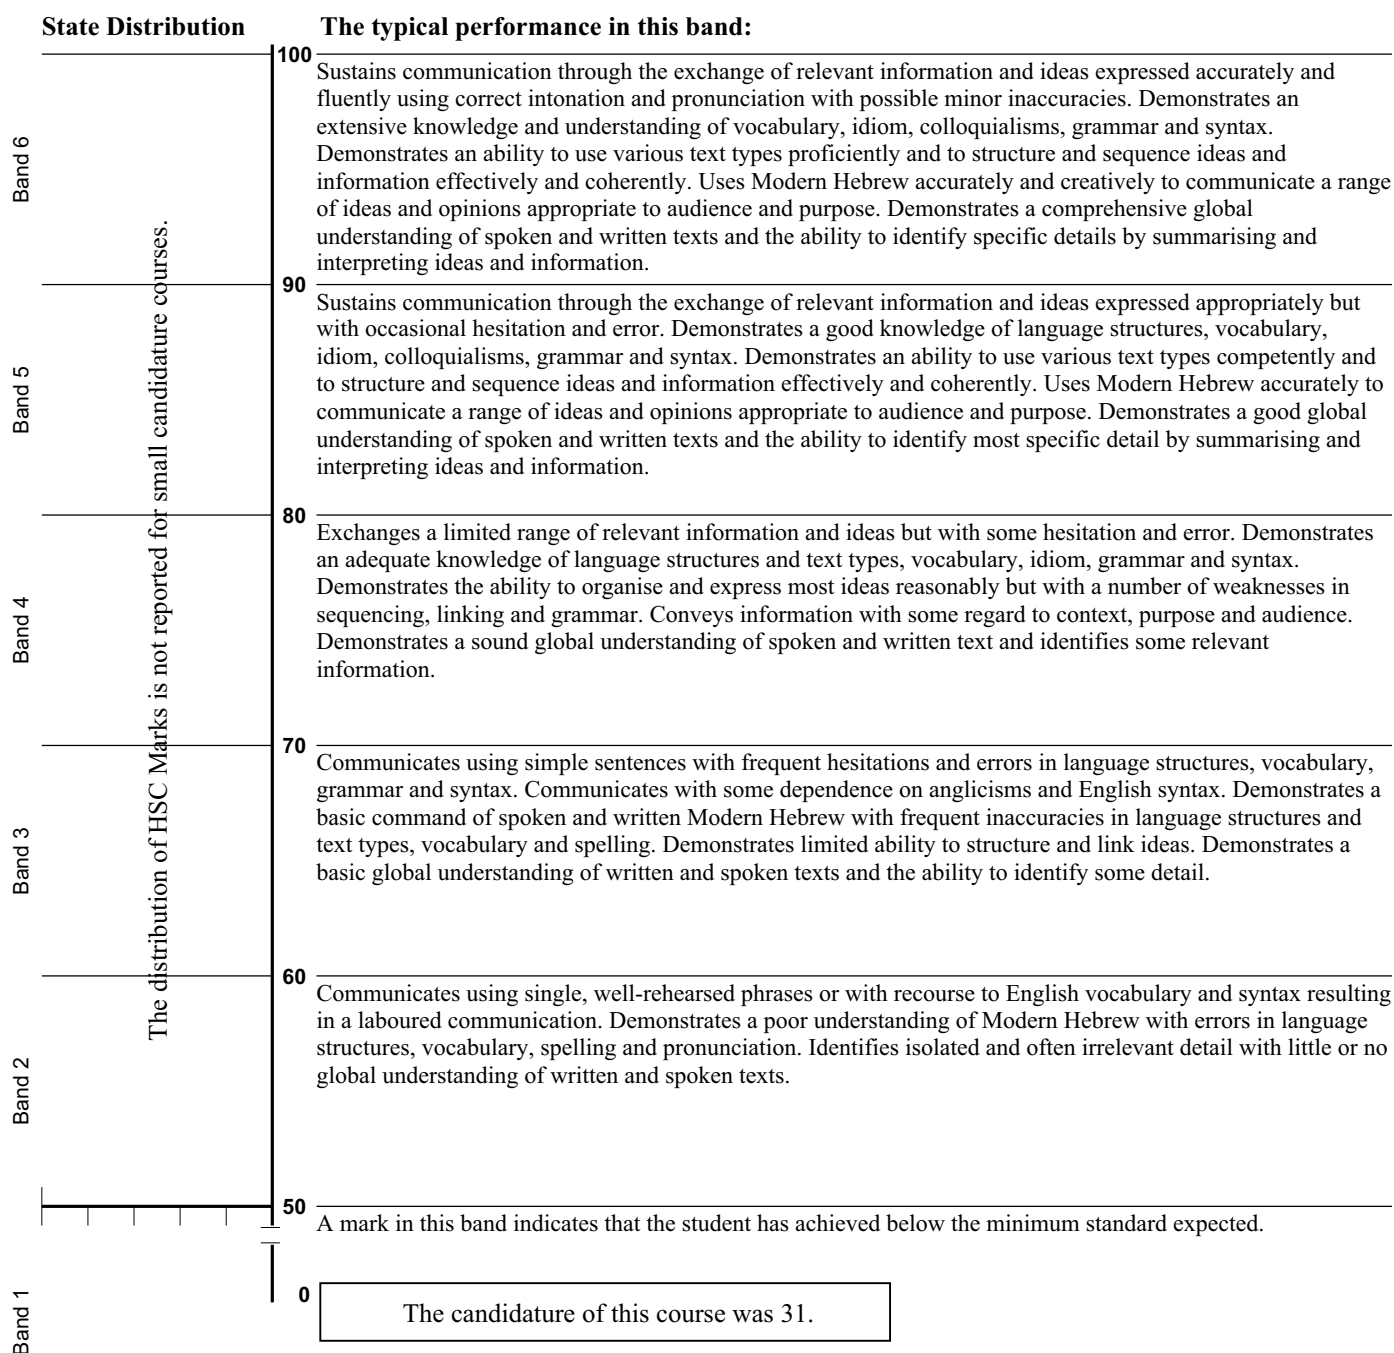 State Distribution
The typical performance in this band:
100
Band 6
Sustains communication through the exchange of relevant information and ideas expressed accurately and
fluently using correct intonation and pronunciation with possible minor inaccuracies. Demonstrates an
extensive knowledge and understanding of vocabulary, idiom, colloquialisms, grammar and syntax.
Demonstrates an ability to use various text types proficiently and to structure and sequence ideas and
information effectively and coherently. Uses Modern Hebrew accurately and creatively to communicate a range
of ideas and opinions appropriate to audience and purpose. Demonstrates a comprehensive global
understanding of spoken and written texts and the ability to identify specific details by summarising and
interpreting ideas and information.
90
Band 5
Sustains communication through the exchange of relevant information and ideas expressed appropriately but
with occasional hesitation and error. Demonstrates a good knowledge of language structures, vocabulary,
idiom, colloquialisms, grammar and syntax. Demonstrates an ability to use various text types competently and
to structure and sequence ideas and information effectively and coherently. Uses Modern Hebrew accurately to
communicate a range of ideas and opinions appropriate to audience and purpose. Demonstrates a good global
understanding of spoken and written texts and the ability to identify most specific detail by summarising and
interpreting ideas and information.
80
Band 4
Exchanges a limited range of relevant information and ideas but with some hesitation and error. Demonstrates
an adequate knowledge of language structures and text types, vocabulary, idiom, grammar and syntax.
Demonstrates the ability to organise and express most ideas reasonably but with a number of weaknesses in
sequencing, linking and grammar. Conveys information with some regard to context, purpose and audience.
Demonstrates a sound global understanding of spoken and written text and identifies some relevant
information.
70
Band 3
Communicates using simple sentences with frequent hesitations and errors in language structures, vocabulary,
grammar and syntax. Communicates with some dependence on anglicisms and English syntax. Demonstrates a
basic command of spoken and written Modern Hebrew with frequent inaccuracies in language structures and
text types, vocabulary and spelling. Demonstrates limited ability to structure and link ideas. Demonstrates a
basic global understanding of written and spoken texts and the ability to identify some detail.
60
Band 2
Communicates using single, well-rehearsed phrases or with recourse to English vocabulary and syntax resulting
in a laboured communication. Demonstrates a poor understanding of Modern Hebrew with errors in language
structures, vocabulary, spelling and pronunciation. Identifies isolated and often irrelevant detail with little or no
global understanding of written and spoken texts.
50
Band 1
A mark in this band indicates that the student has achieved below the minimum standard expected.
0
The candidature of this course was 31.
The distribution of HSC Marks is not reported for small candidature courses.